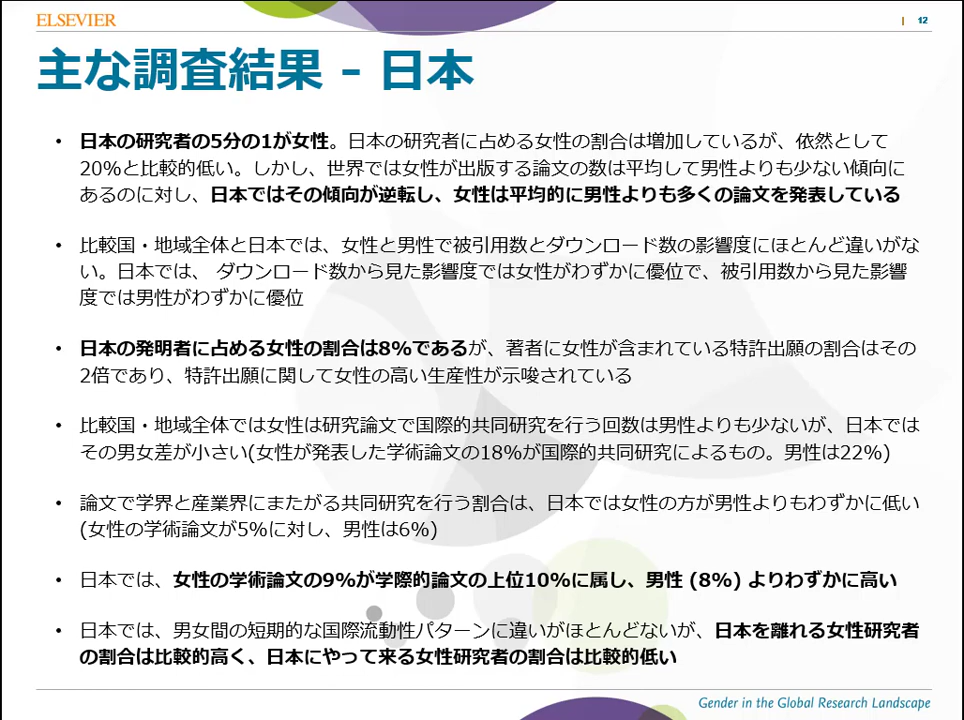 ELSEVIER
| 12
主な調査結果 - 日本
• 日本の研究者の5分の1が女性。日本の研究者に占める女性の割合は増加しているが、依然として
20%と比較的低い。しかし、世界では女性が出版する論文の数は平均して男性よりも少ない傾向に
あるのに対し、日本ではその傾向が逆転し、女性は平均的に男性よりも多くの論文を発表している
• 比較国・地域全体と日本では、女性と男性で被引用数とダウンロード数の影響度にほとんど違いがな
い。日本では、 ダウンロード数から見た影響度では女性がわずかに優位で、被引用数から見た影響
度では男性がわずかに優位
• 日本の発明者に占める女性の割合は8%であるが、著者に女性が含まれている特許出願の割合はその
2倍であり、特許出願に関して女性の高い生産性が示唆されている
• 比較国・地域全体では女性は研究論文で国際的共同研究を行う回数は男性よりも少ないが、日本では
その男女差が小さい(女性が発表した学術論文の18%が国際的共同研究によるもの。男性は22%)
• 論文で学界と産業界にまたがる共同研究を行う割合は、日本では女性の方が男性よりもわずかに低い
(女性の学術論文が5%に対し、男性は6%)
• 日本では、女性の学術論文の9%が学際的論文の上位10%に属し、男性 (8%) よりわずかに高い
• 日本では、男女間の短期的な国際流動性パターンに違いがほとんどないが、日本を離れる女性研究者
の割合は比較的高く、日本にやって来る女性研究者の割合は比較的低い
Gender in the Global Research Landscape